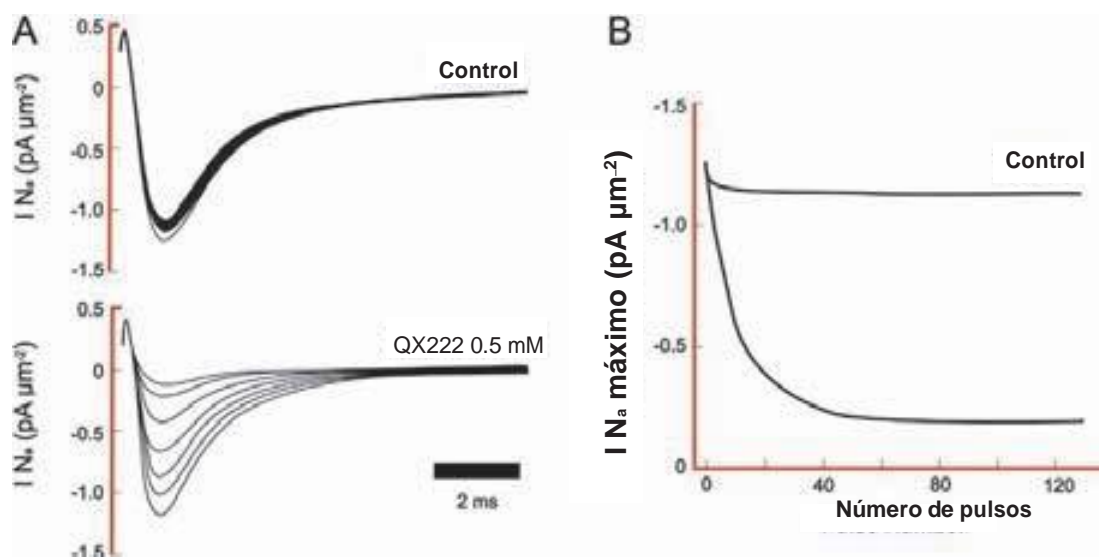 A
0.5
0
-0.5
-1.0
-1.5
I Na (pA µm-2)
Control
0.5
0
-0.5
-1.0
-1.5
I Na (pA µm-2)
QX222 0.5 mM
2 ms
B
-1.5
-1.0
-0.5
0
I Na máximo (pA µm-2)
Control
0 40 80 120
Número de pulsos